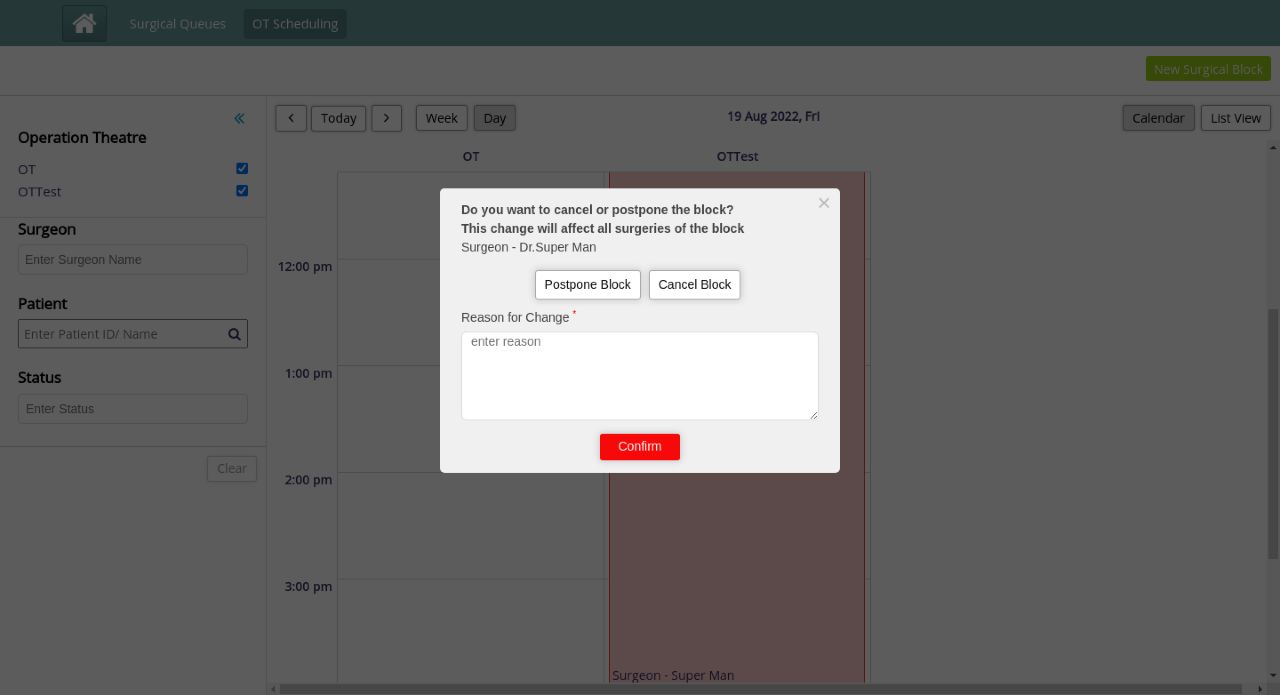 Surgical Queues
OT Scheduling
New Surgical Block
Operation Theatre
OT
OTTest
Surgeon
Enter Surgeon Name
Patient
Enter Patient ID/ Name
Status
Enter Status
Clear
Today
Week
Day
19 Aug 2022, Fri
Calendar
List View
OT
OTTest
12:00 pm
1:00 pm
2:00 pm
3:00 pm
Surgeon - Super Man
Do you want to cancel or postpone the block?
This change will affect all surgeries of the block
Surgeon - Dr.Super Man
Postpone Block
Cancel Block
Reason for Change *
enter reason
Confirm